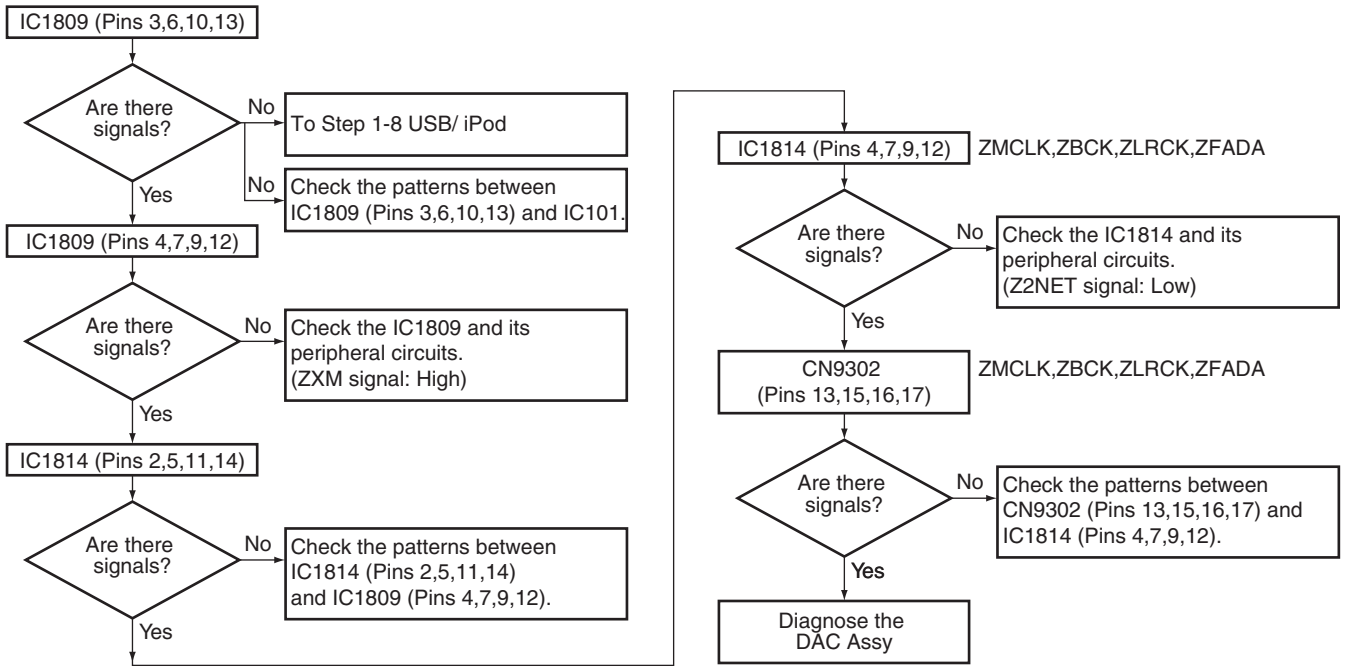 IC1809 (Pins 3,6,10,13)
Are there
signals?
No
To Step 1-8 USB/ iPod
No
Check the patterns between
IC1809 (Pins 3,6,10,13) and IC101.
Yes
IC1809 (Pins 4,7,9,12)
Are there
signals?
No
Check the IC1809 and its
peripheral circuits.
(ZXM signal: High)
Yes
IC1814 (Pins 2,5,11,14)
Are there
signals?
No
Check the patterns between
IC1814 (Pins 2,5,11,14)
and IC1809 (Pins 4,7,9,12).
Yes
IC1814 (Pins 4,7,9,12)
ZMCLK,ZBCK,ZLRCK,ZFADA
Are there
signals?
No
Check the IC1814 and its
peripheral circuits.
(Z2NET signal: Low)
Yes
CN9302
(Pins 13,15,16,17)
ZMCLK,ZBCK,ZLRCK,ZFADA
Are there
signals?
No
Check the patterns between
CN9302 (Pins 13,15,16,17) and
IC1814 (Pins 4,7,9,12).
Yes
Diagnose the
DAC Assy